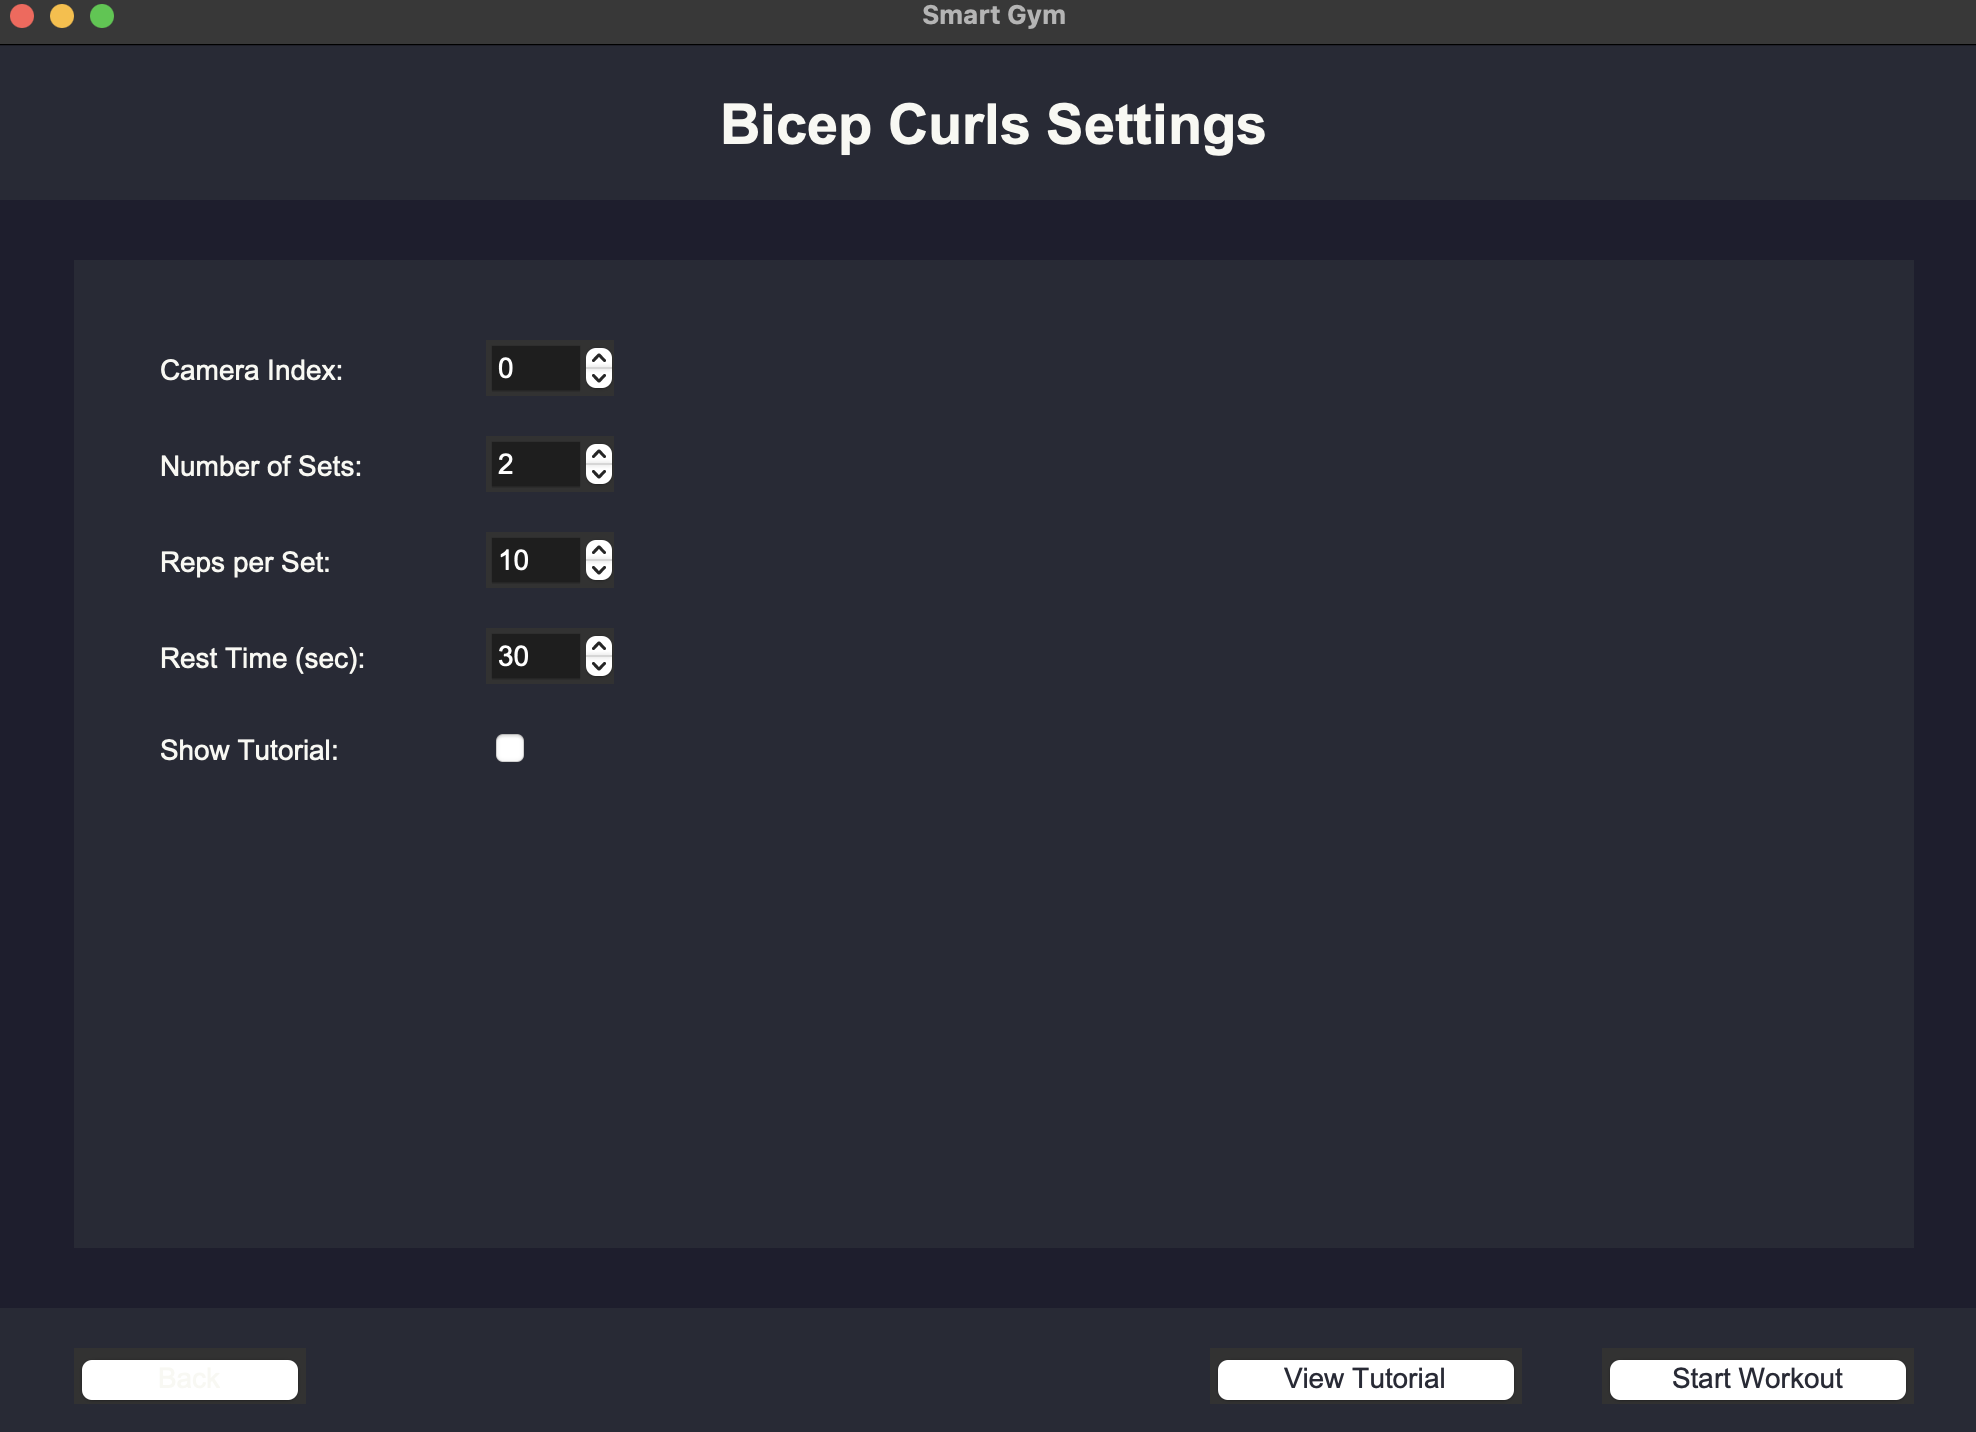 Smart Gym
Bicep Curls Settings
Camera Index: 0
Number of Sets: 2
Reps per Set: 10
Rest Time (sec): 30
Show Tutorial:
Back View Tutorial Start Workout